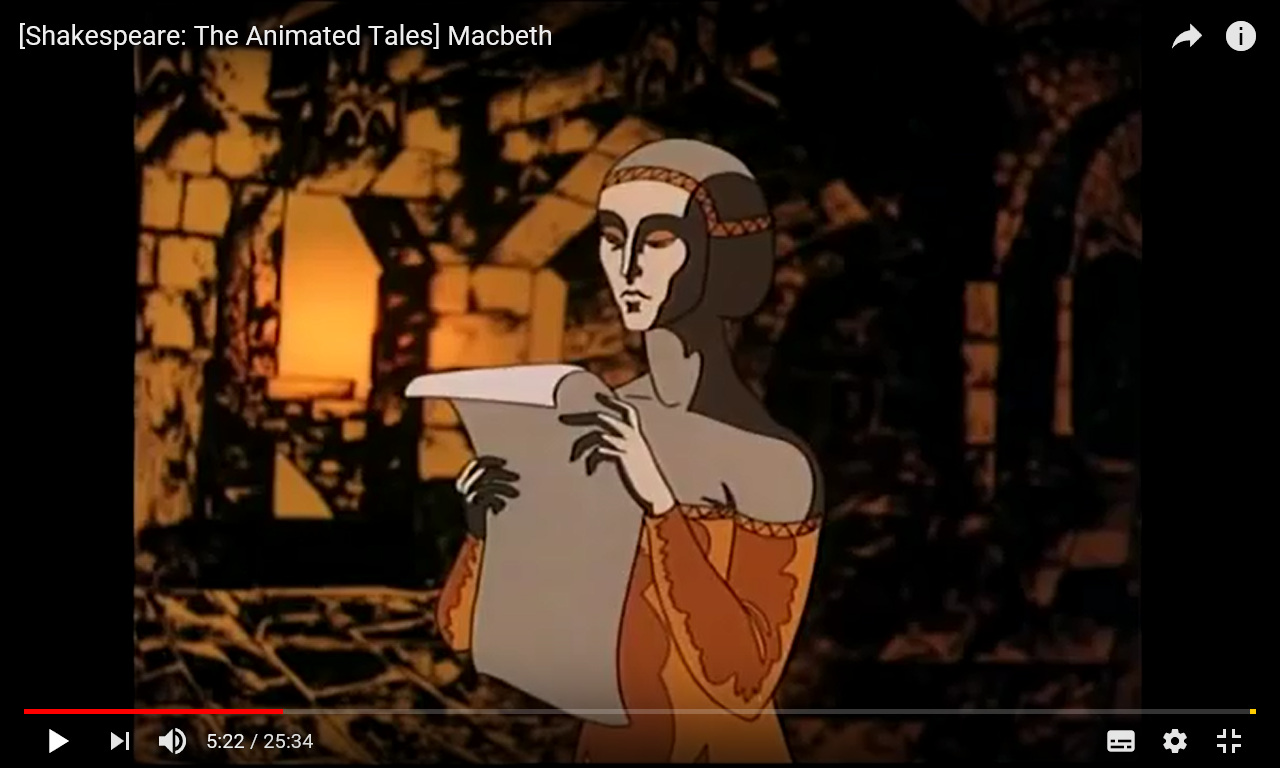 [Shakespeare: The Animated Tales] Macbeth
5:22 / 25:34